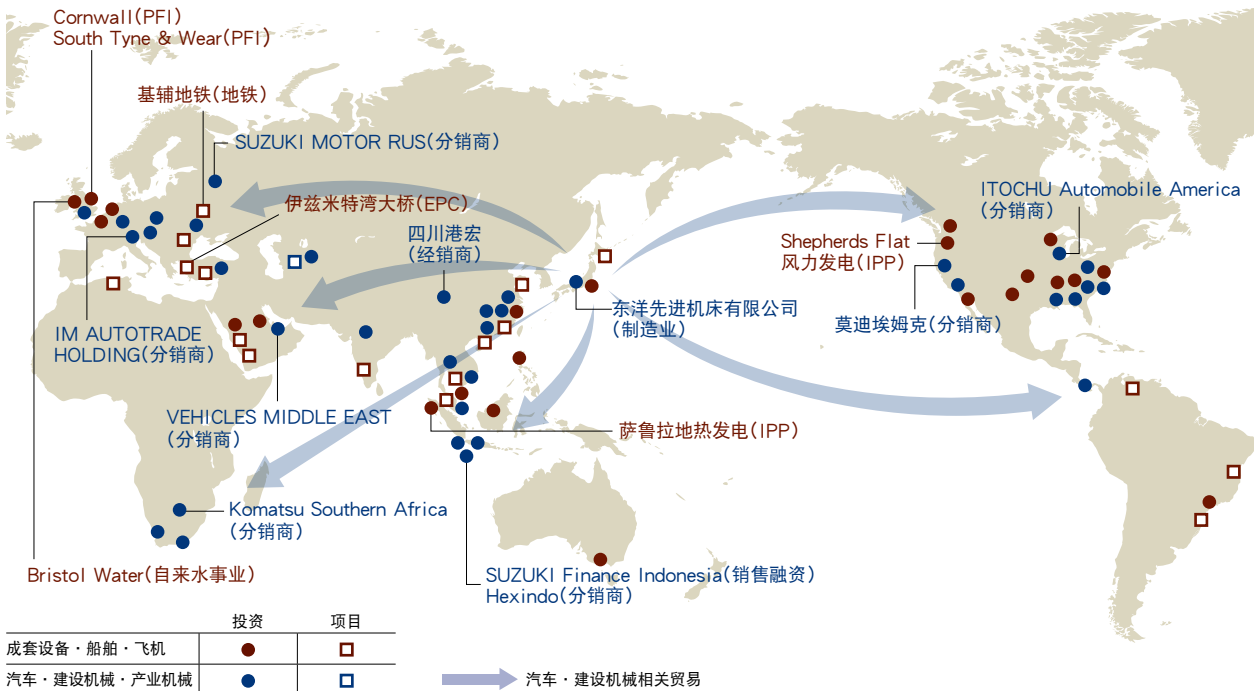 Cornwall(PFI)
South Tyne & Wear(PFI)
基辅地铁(地铁)
SUZUKI MOTOR RUS(分销商)
伊兹米特湾大桥(EPC)
四川港宏
(经销商)
IM AUTOTRADE
HOLDING(分销商)
VEHICLES MIDDLE EAST
(分销商)
Komatsu Southern Africa
(分销商)
Bristol Water(自来水事业)
东洋先进机床有限公司
(制造业)
萨鲁拉地热发电(IPP)
SUZUKI Finance Indonesia(销售融资)
Hexindo(分销商)
ITOCHU Automobile America
(分销商)
Shepherds Flat
风力发电(IPP)
莫迪埃姆克(分销商)
投资 项目
成套设备·船舶·飞机
汽车·建设机械·产业机械
汽车·建设机械相关贸易